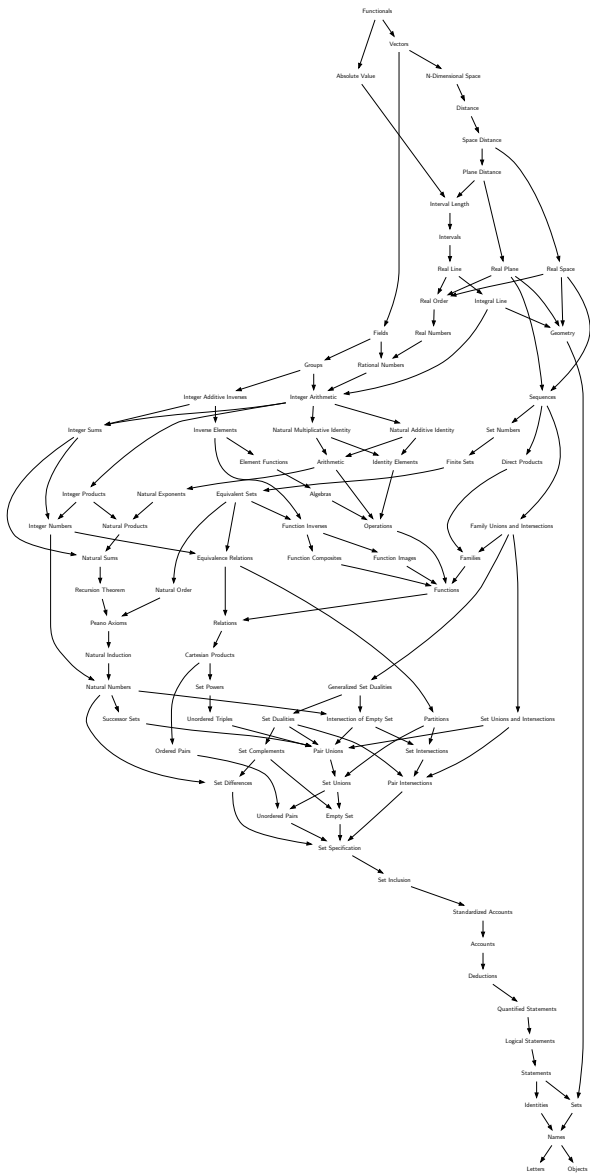 Functionals
Vectors
Absolute Value
N-Dimensional Space
Distance
Space Distance
Plane Distance
Interval Length
Intervals
Real Line
Real Plane
Real Space
Real Order
Integral Line
Fields
Real Numbers
Geometry
Groups
Rational Numbers
Integer Additive Inverses
Integer Arithmetic
Sequences
Integer Sums
Inverse Elements
Natural Multiplicative Identity
Natural Additive Identity
Set Numbers
Element Functions
Arithmetic
Identity Elements
Finite Sets
Direct Products
Integer Products
Natural Exponents
Equivalent Sets
Algebras
Integer Numbers
Natural Products
Function Inverses
Operations
Family Unions and Intersections
Natural Sums
Equivalence Relations
Function Composites
Function Images
Families
Recursion Theorem
Natural Order
Functions
Peano Axioms
Relations
Natural Induction
Cartesian Products
Natural Numbers
Set Powers
Generalized Set Dualities
Successor Sets
Unordered Triples
Set Dualities
Intersection of Empty Set
Partitions
Set Unions and Intersections
Ordered Pairs
Set Complements
Pair Unions
Set Intersections
Set Differences
Set Unions
Pair Intersections
Unordered Pairs
Empty Set
Set Specification
Set Inclusion
Standardized Accounts
Accounts
Deductions
Quantified Statements
Logical Statements
Statements
Identities
Sets
Names
Letters
Objects